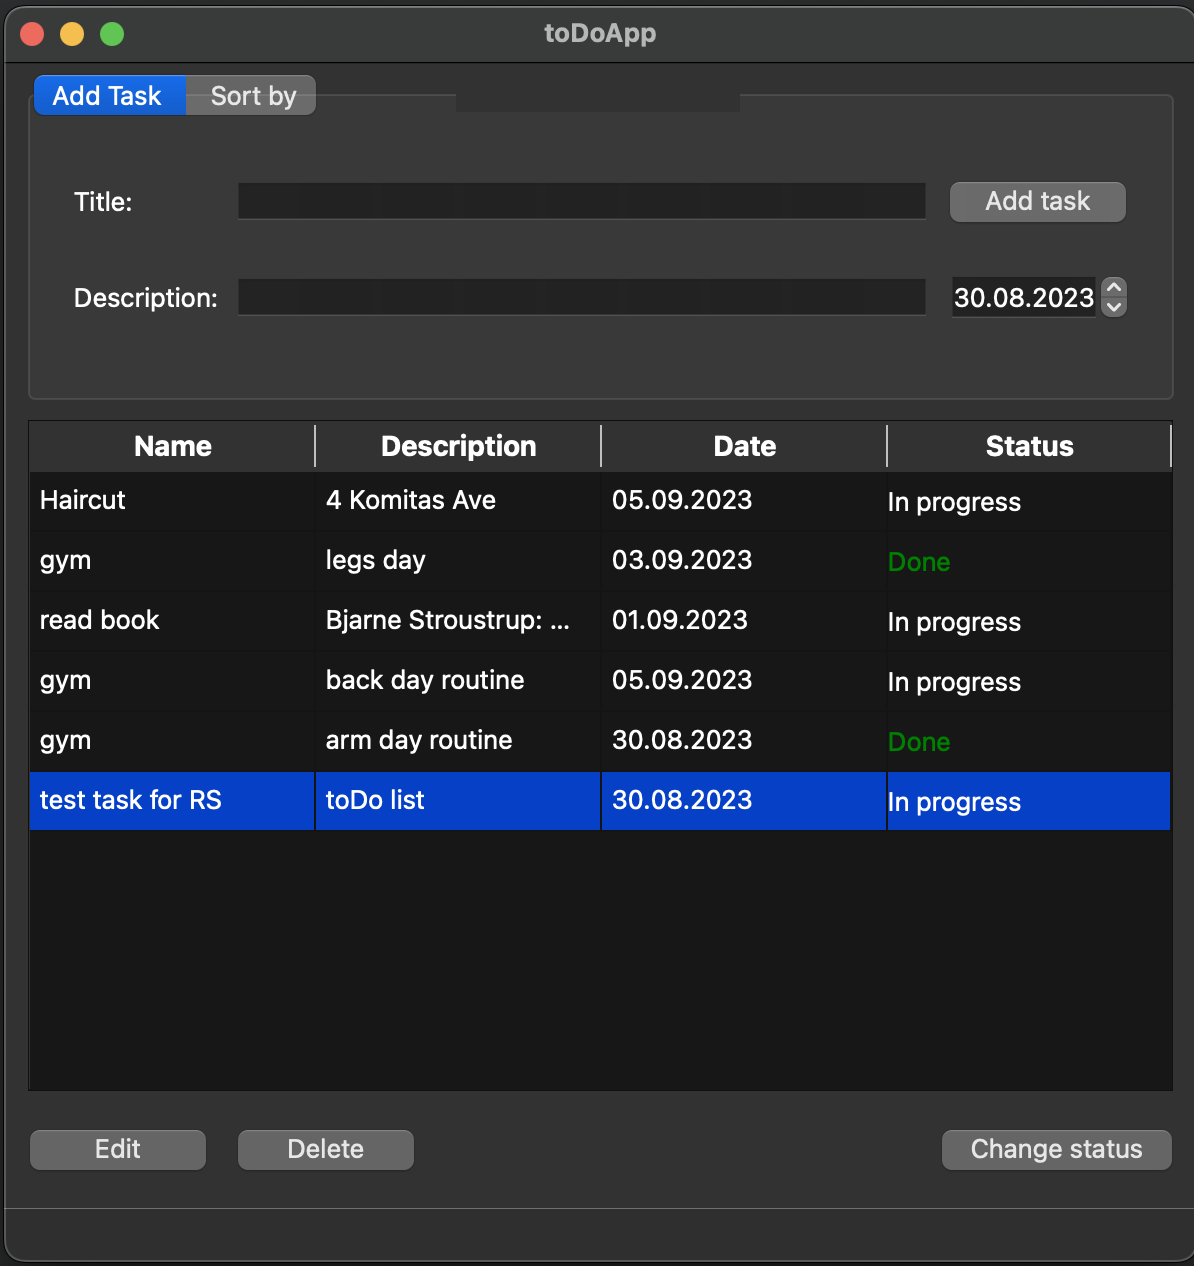 toDoApp
Add Task Sort by
Title: Add task
Description: 30.08.2023
Name Description Date Status
Haircut 4 Komitas Ave 05.09.2023 In progress
gym legs day 03.09.2023 Done
read book Bjarne Stroustrup: ... 01.09.2023 In progress
gym back day routine 05.09.2023 In progress
gym arm day routine 30.08.2023 Done
test task for RS toDo list 30.08.2023 In progress
Edit Delete Change status